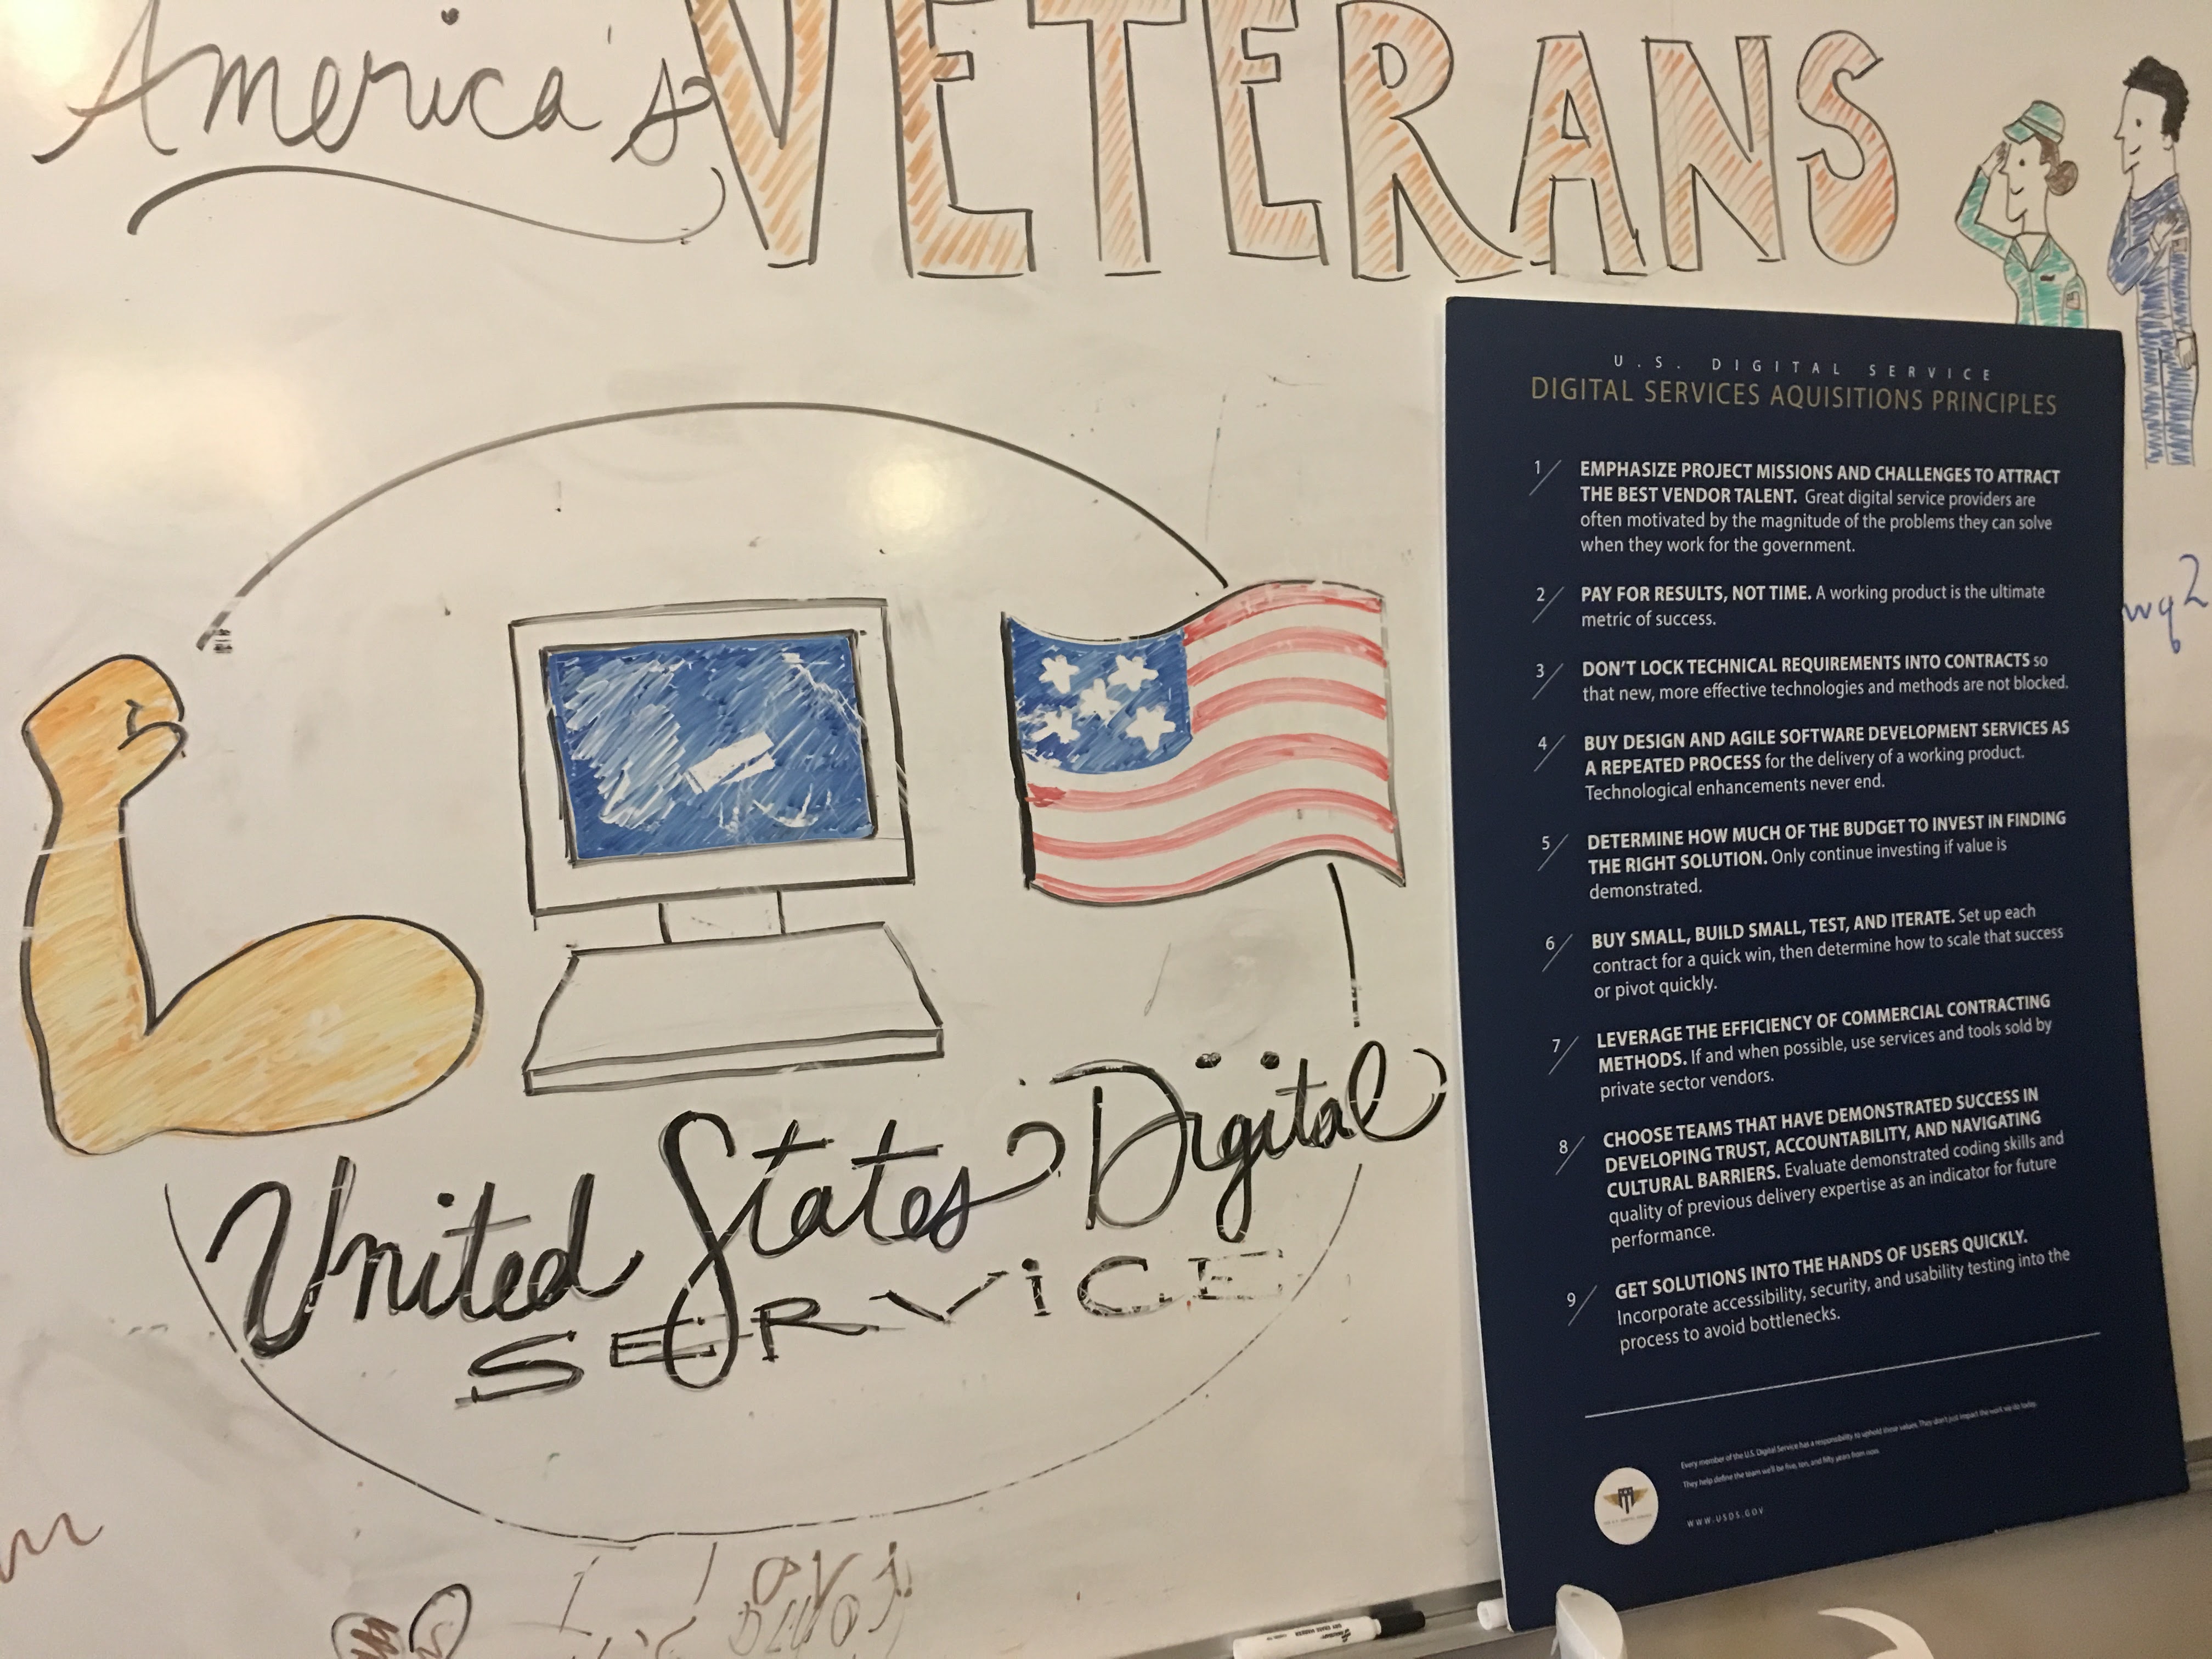 America's VETERANS
United States Digital
SERVICE
wq2
U.S. DIGITAL SERVICE
DIGITAL SERVICES AQUISITIONS PRINCIPLES
1/ EMPHASIZE PROJECT MISSIONS AND CHALLENGES TO ATTRACT
THE BEST VENDOR TALENT. Great digital service providers are
often motivated by the magnitude of the problems they can solve
when they work for the government.
2/ PAY FOR RESULTS, NOT TIME. A working product is the ultimate
metric of success.
3/ DON'T LOCK TECHNICAL REQUIREMENTS INTO CONTRACTS so
that new, more effective technologies and methods are not blocked.
4/ BUY DESIGN AND AGILE SOFTWARE DEVELOPMENT SERVICES AS
A REPEATED PROCESS for the delivery of a working product.
Technological enhancements never end.
5/ DETERMINE HOW MUCH OF THE BUDGET TO INVEST IN FINDING
THE RIGHT SOLUTION. Only continue investing if value is
demonstrated.
6/ BUY SMALL, BUILD SMALL, TEST, AND ITERATE. Set up each
contract for a quick win, then determine how to scale that success
or pivot quickly.
7/ LEVERAGE THE EFFICIENCY OF COMMERCIAL CONTRACTING
METHODS. If and when possible, use services and tools sold by
private sector vendors.
8/ CHOOSE TEAMS THAT HAVE DEMONSTRATED SUCCESS IN
DEVELOPING TRUST, ACCOUNTABILITY, AND NAVIGATING
CULTURAL BARRIERS. Evaluate demonstrated coding skills and
quality of previous delivery expertise as an indicator for future
performance.
9/ GET SOLUTIONS INTO THE HANDS OF USERS QUICKLY.
Incorporate accessibility, security, and usability testing into the
process to avoid bottlenecks.
Every member of the U.S. Digital Service has a responsibility to uphold these values. They don't just impact the work we do today.
They help define the team we'll be five, ten, and fifty years from now.
WWW.USDS.GOV